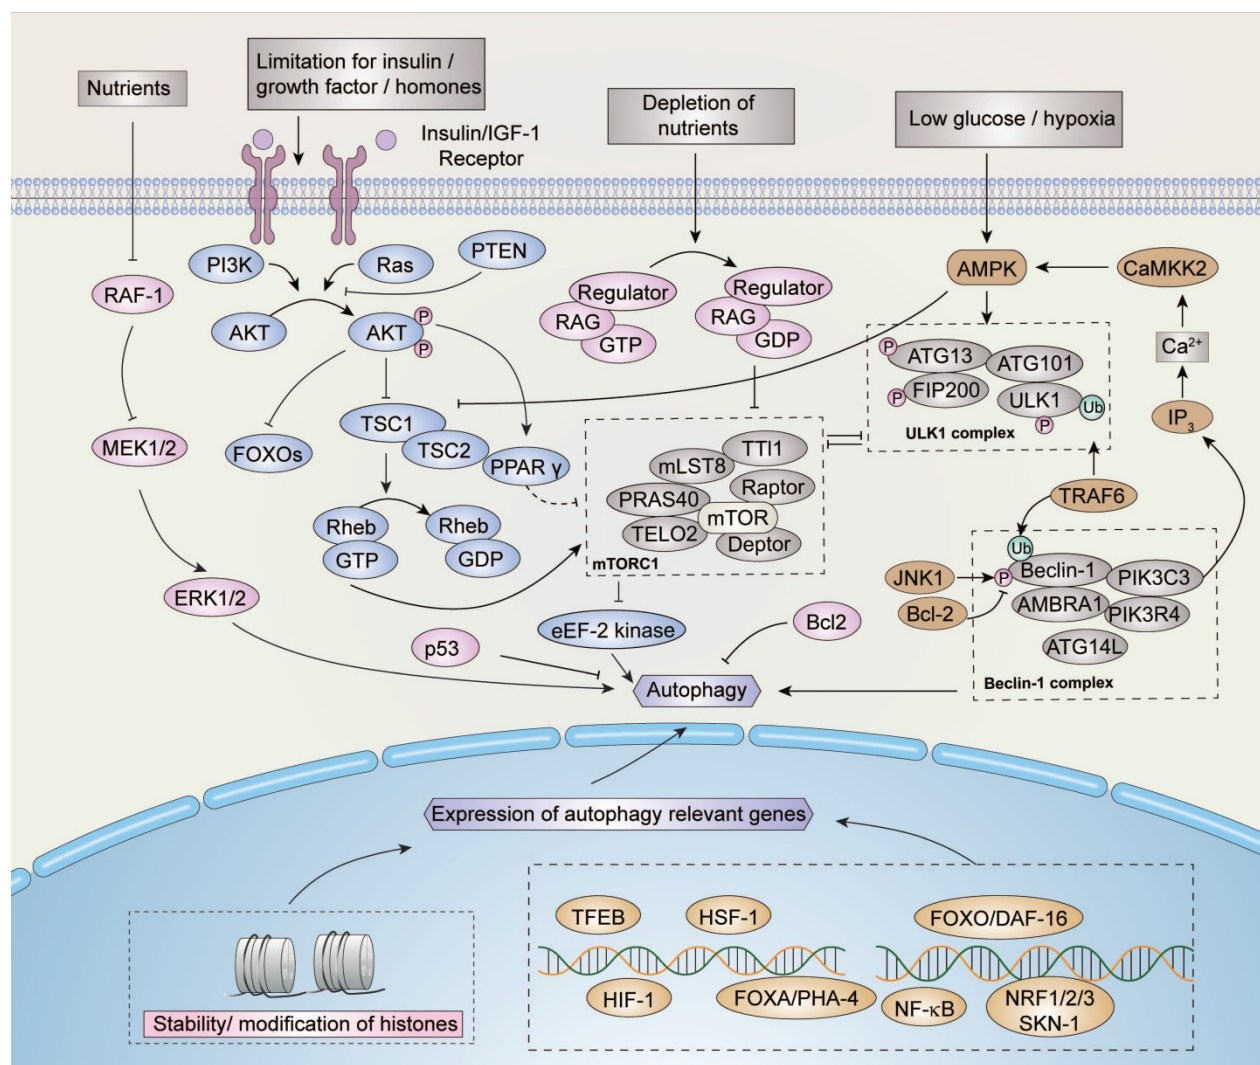 Nutrients
Limitation for insulin /
growth factor / homones
Insulin/IGF-1
Receptor
Depletion of
nutrients
Low glucose / hypoxia
PI3K
Ras
PTEN
RAF-1
AKT
AKT
P
P
Regulator
RAG
GTP
Regulator
RAG
GDP
AMPK
CaMKK2
Ca2+
IP3
P
ATG13
ATG101
P
FIP200
ULK1
Ub
P
ULK1 complex
MEK1/2
FOXOs
TSC1
TSC2
PPAR γ
Rheb
GTP
Rheb
GDP
TTI1
mLST8
Raptor
PRAS40
mTOR
TELO2
Deptor
mTORC1
TRAF6
Ub
JNK1
P
Beclin-1
PIK3C3
Bcl-2
AMBRA1
PIK3R4
ATG14L
Beclin-1 complex
ERK1/2
eEF-2 kinase
p53
Bcl2
Autophagy
Expression of autophagy relevant genes
Stability/ modification of histones
TFEB
HSF-1
FOXO/DAF-16
HIF-1
FOXA/PHA-4
NF-κB
NRF1/2/3
SKN-1